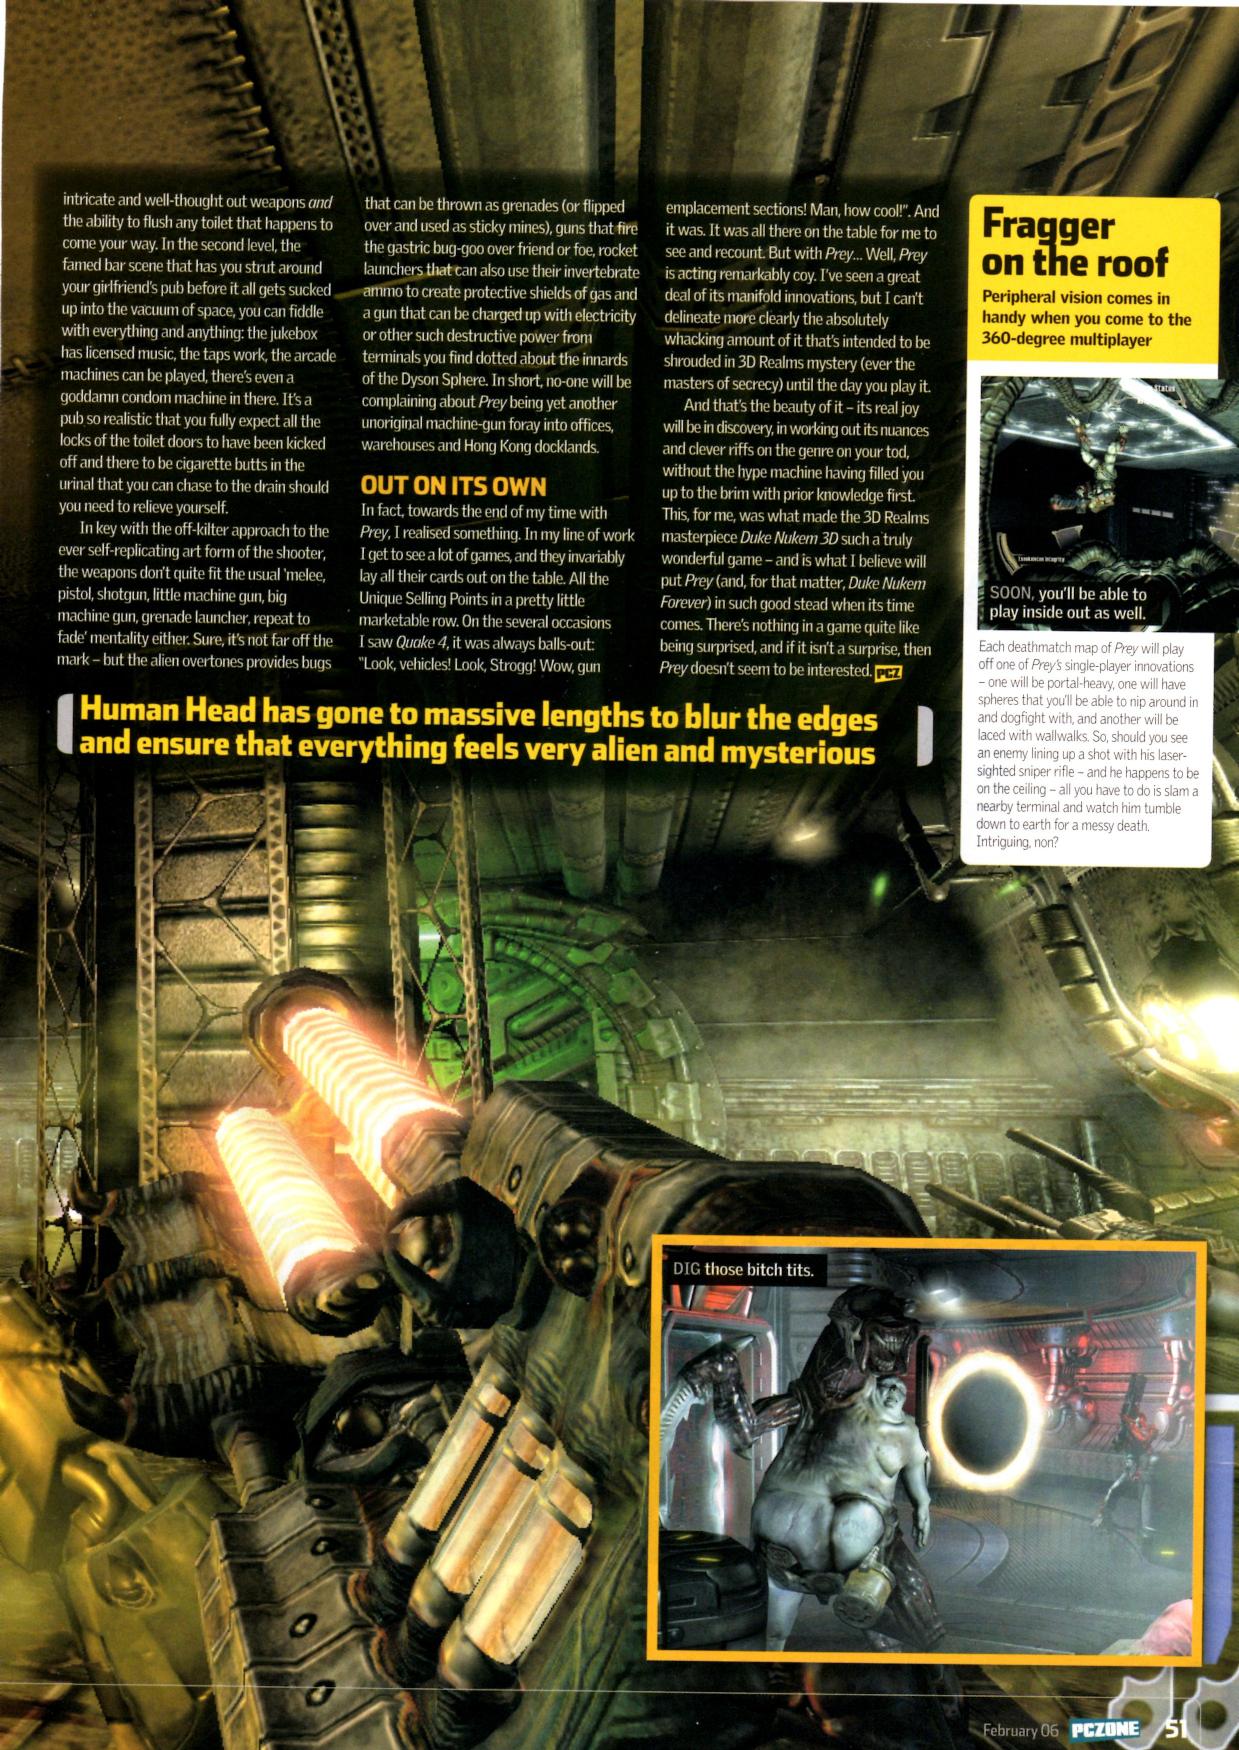 intricate and well-thought out weapons and
the ability to flush any toilet that happens to
come your way. In the second level, the
famed bar scene that has you strut around
your girlfriend's pub before it all gets sucked
up into the vacuum of space, you can fiddle
with everything and anything: the jukebox
has licensed music, the taps work, the arcade
machines can be played, there's even a
goddamn condom machine in there. It's a
pub so realistic that you fully expect all the
locks of the toilet doors to have been kicked
off and there to be cigarette butts in the
urinal that you can chase to the drain should
you need to relieve yourself.
In key with the off-kilter approach to the
ever self-replicating art form of the shooter,
the weapons don't quite fit the usual 'melee,
pistol, shotgun, little machine gun, big
machine gun, grenade launcher, repeat to
fade' mentality either. Sure, it's not far off the
mark – but the alien overtones provides bugs
that can be thrown as grenades (or flipped
over and used as sticky mines), guns that fire
the gastric bug-goo over friend or foe, rocket
launchers that can also use their invertebrate
ammo to create protective shields of gas and
a gun that can be charged up with electricity
or other such destructive power from
terminals you find dotted about the innards
of the Dyson Sphere. In short, no-one will be
complaining about Prey being yet another
unoriginal machine-gun foray into offices,
warehouses and Hong Kong docklands.
OUT ON ITS OWN
In fact, towards the end of my time with
Prey, I realised something. In my line of work
I get to see a lot of games, and they invariably
lay all their cards out on the table. All the
Unique Selling Points in a pretty little
marketable row. On the several occasions
I saw Quake 4, it was always balls-out:
"Look, vehicles! Look, Strogg! Wow, gun
emplacement sections! Man, how cool!". And
it was. It was all there on the table for me to
see and recount. But with Prey... Well, Prey
is acting remarkably coy. I've seen a great
deal of its manifold innovations, but I can't
delineate more clearly the absolutely
whacking amount of it that's intended to be
shrouded in 3D Realms mystery (ever the
masters of secrecy) until the day you play it.
And that's the beauty of it – its real joy
will be in discovery, in working out its nuances
and clever riffs on the genre on your tod,
without the hype machine having filled you
up to the brim with prior knowledge first.
This, for me, was what made the 3D Realms
masterpiece Duke Nukem 3D such a truly
wonderful game – and is what I believe will
put Prey (and, for that matter, Duke Nukem
Forever) in such good stead when its time
comes. There's nothing in a game quite like
being surprised, and if it isn't a surprise, then
Prey doesn't seem to be interested. PCZ
Human Head has gone to massive lengths to blur the edges
and ensure that everything feels very alien and mysterious
Fragger
on the roof
Peripheral vision comes in
handy when you come to the
360-degree multiplayer
Status
SOON, you'll be able to
play inside out as well.
Each deathmatch map of Prey will play
off one of Prey's single-player innovations
– one will be portal-heavy, one will have
spheres that you'll be able to nip around in
and dogfight with, and another will be
laced with wallwalks. So, should you see
an enemy lining up a shot with his laser-
sighted sniper rifle – and he happens to be
on the ceiling – all you have to do is slam a
nearby terminal and watch him tumble
down to earth for a messy death.
Intriguing, non?
DIG those bitch tits.
February 06 PCZONE 51